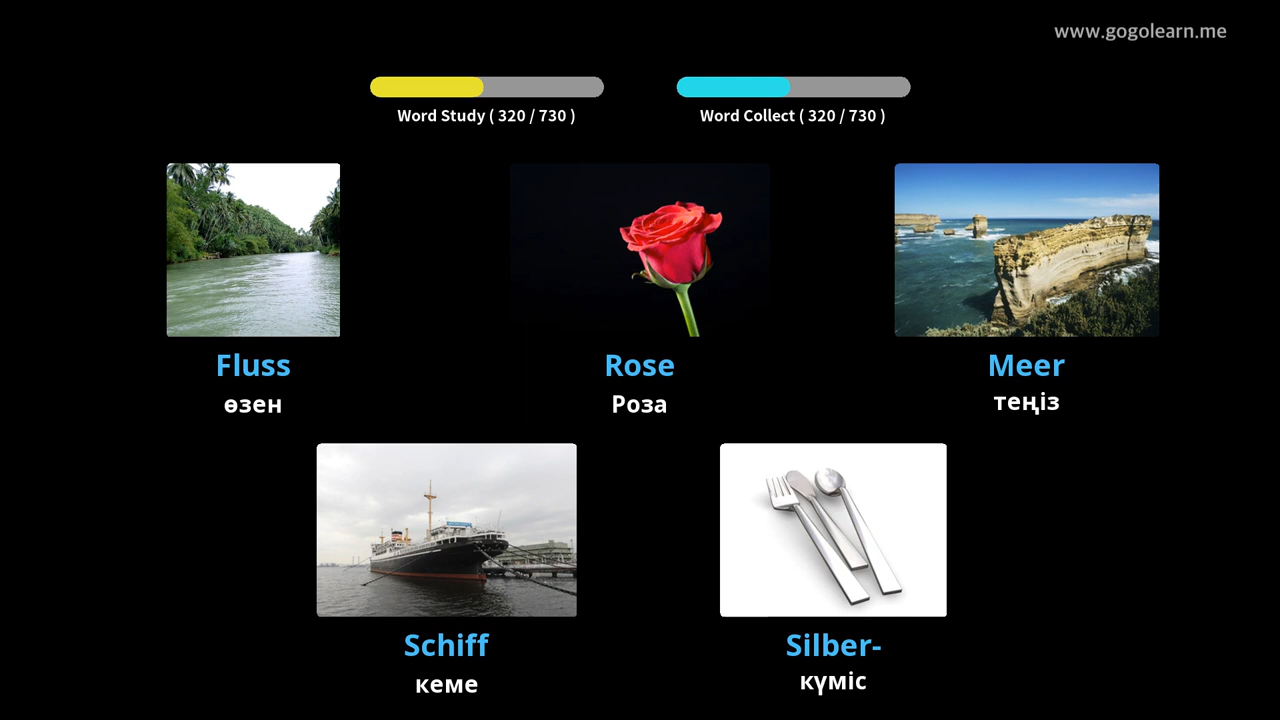 www.gogolearn.me
Word Study ( 320 / 730 )
Word Collect ( 320 / 730 )
Fluss
өзен
Rose
Роза
Meer
теңіз
Schiff
кеме
Silber-
күміс